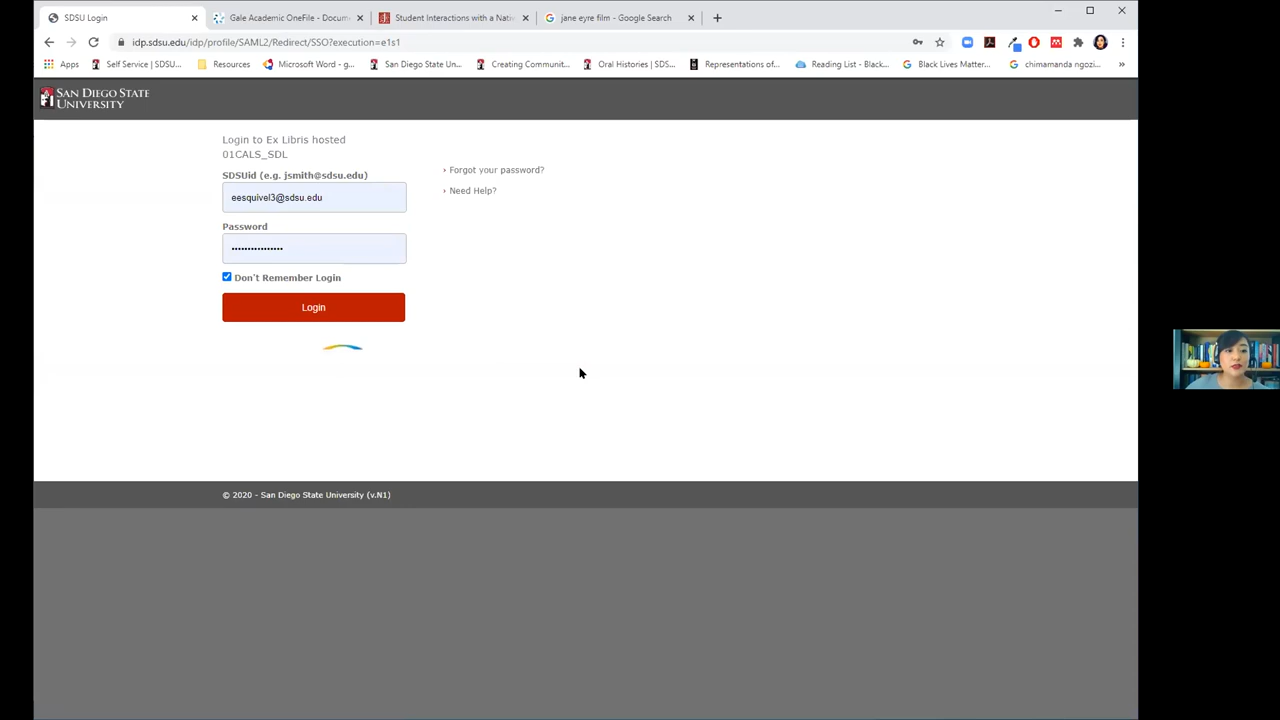 SDSU Login
Gale Academic OneFile - Docum
Student Interactions with a Nati
jane eyre film - Google Search
idp.sdsu.edu/idp/profile/SAML2/Redirect/SSO?execution=e1s1
Apps
Self Service | SDSU...
Resources
Microsoft Word - g...
San Diego State Un...
Creating Communit...
Oral Histories | SDS...
Representations of...
Reading List - Black...
Black Lives Matter...
chimamanda ngozi...
»
SAN DIEGO STATE
UNIVERSITY
Login to Ex Libris hosted
01CALS_SDL
SDSUid (e.g. jsmith@sdsu.edu)
eesquivel3@sdsu.edu
Password
Don't Remember Login
Login
› Forgot your password?
› Need Help?
© 2020 - San Diego State University (v.N1)